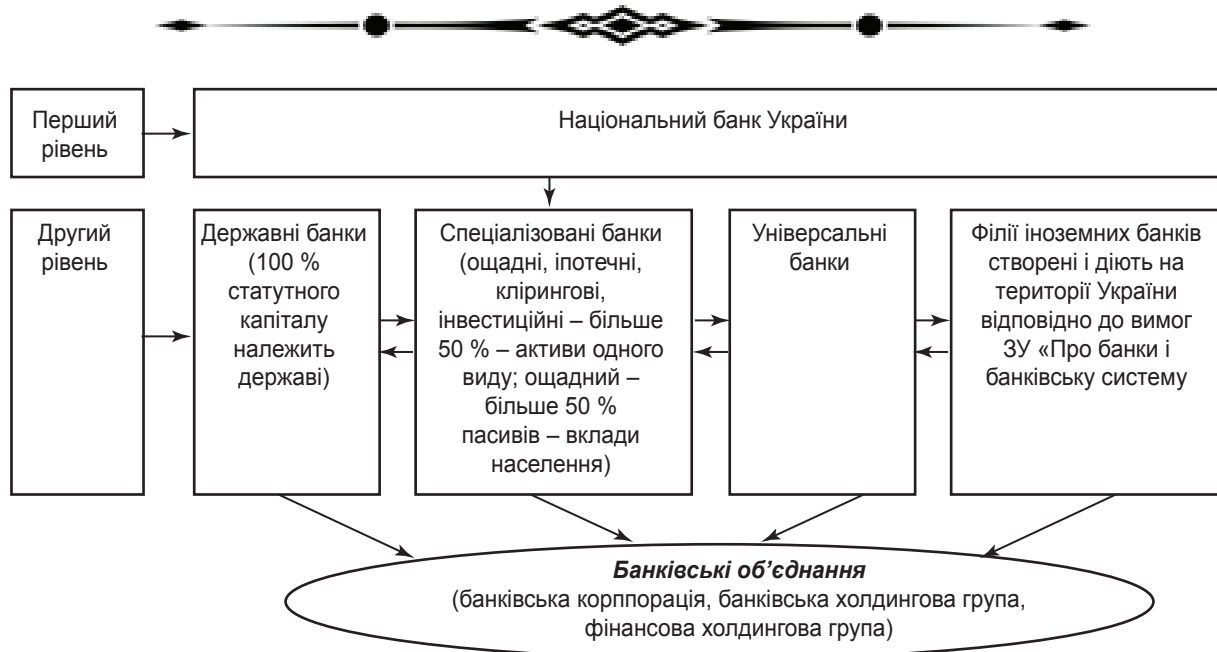 Перший
рівень
Національний банк України
Другий
рівень
Державні банки
(100 %
статутного
капіталу
належить
державі)
Спеціалізовані банки
(ощадні, іпотечні,
клірингові,
інвестиційні – більше
50 % – активи одного
виду; ощадний –
більше 50 %
пасивів – вклади
населення)
Універсальні
банки
Філії іноземних банків
створені і діють на
території України
відповідно до вимог
ЗУ «Про банки і
банківську систему
Банківські об’єднання
(банківська корппорація, банківська холдингова група,
фінансова холдингова група)